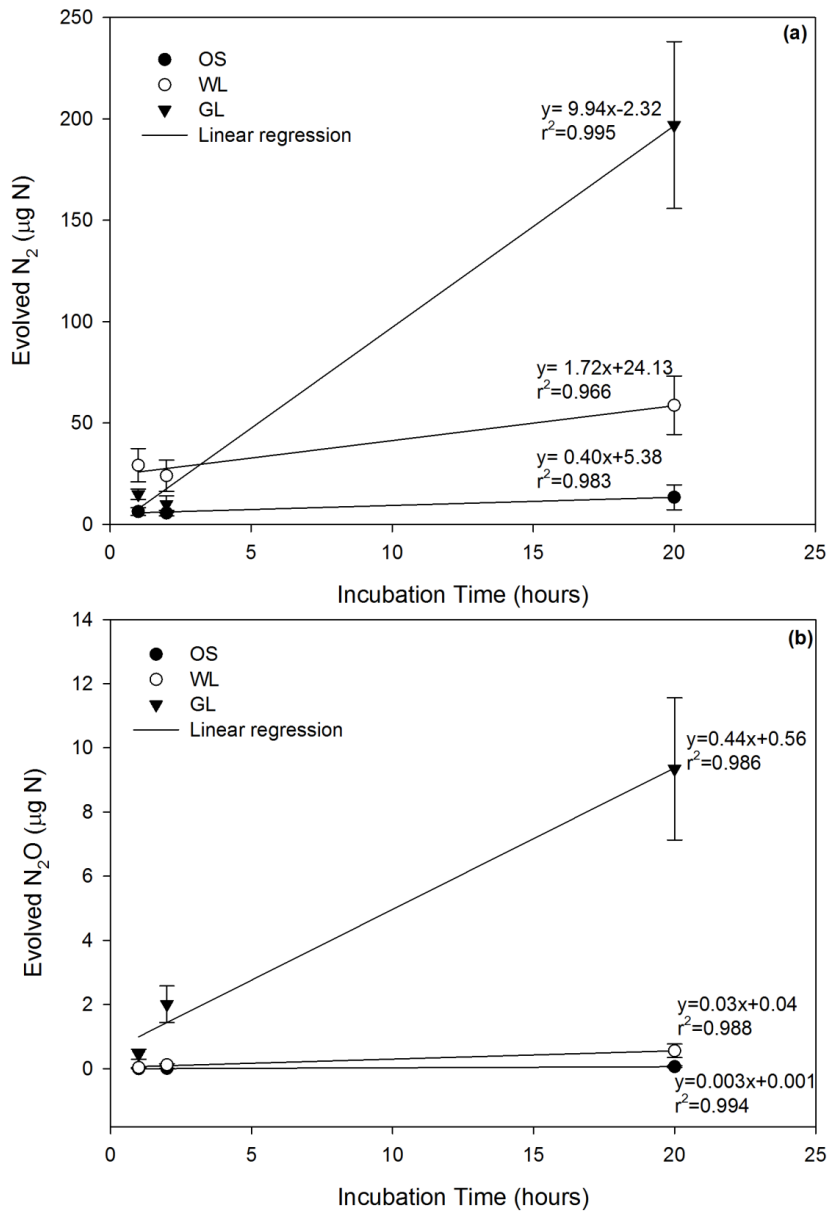 (a)
OS
WL
GL
Linear regression
y= 9.94x-2.32
r²=0.995
y= 1.72x+24.13
r²=0.966
y= 0.40x+5.38
r²=0.983
250
200
150
100
50
0
Evolved N₂ (µg N)
0 5 10 15 20 25
Incubation Time (hours)
(b)
OS
WL
GL
Linear regression
y=0.44x+0.56
r²=0.986
y=0.03x+0.04
r²=0.988
y=0.003x+0.001
r²=0.994
14
12
10
8
6
4
2
0
Evolved N₂O (µg N)
0 5 10 15 20 25
Incubation Time (hours)